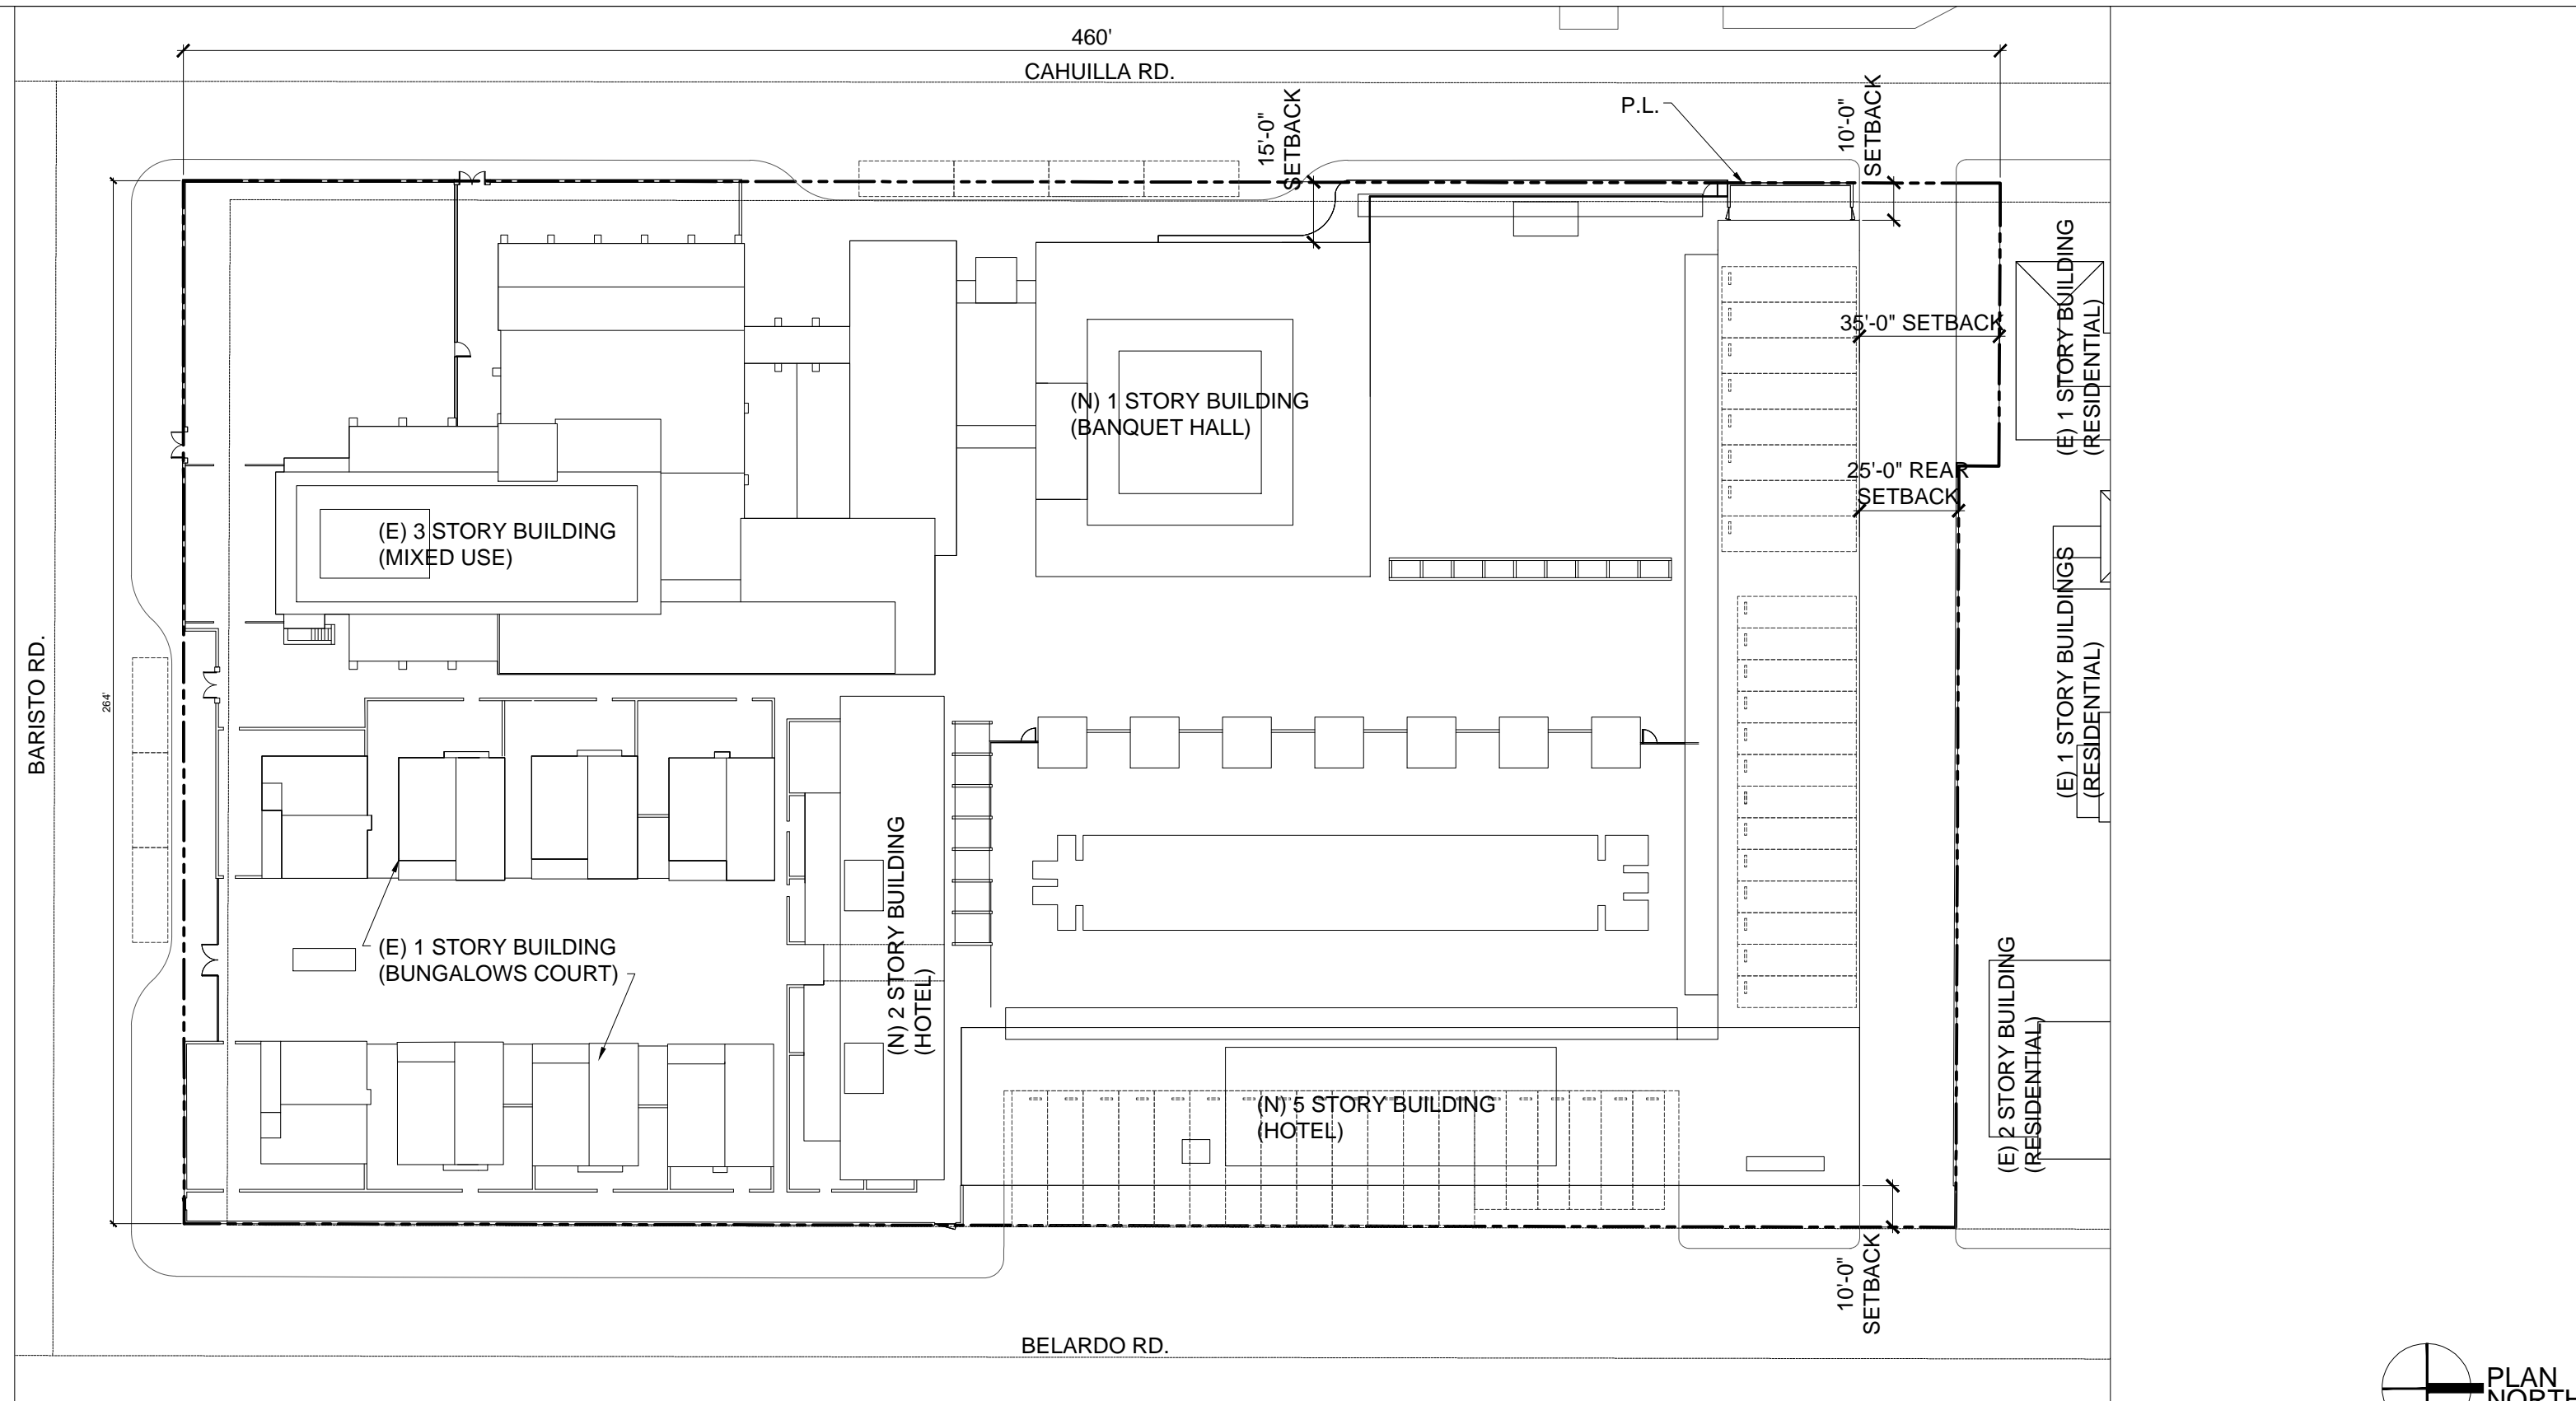 460'
CAHUILLA RD.
15'-0"
SETBACK
P.L.
10'-0"
SETBACK
(E) 1 STORY BUILDING
(RESIDENTIAL)
35'-0" SETBACK
(N) 1 STORY BUILDING
(BANQUET HALL)
25'-0" REAR
SETBACK
(E) 3 STORY BUILDING
(MIXED USE)
(E) 1 STORY BUILDINGS
(RESIDENTIAL)
BARISTO RD.
264'
(N) 2 STORY BUILDING
(HOTEL)
(E) 1 STORY BUILDING
(BUNGALOWS COURT)
(E) 2 STORY BUILDING
(RESIDENTIAL)
(N) 5 STORY BUILDING
(HOTEL)
10'-0"
SETBACK
BELARDO RD.
PLAN
NORTH